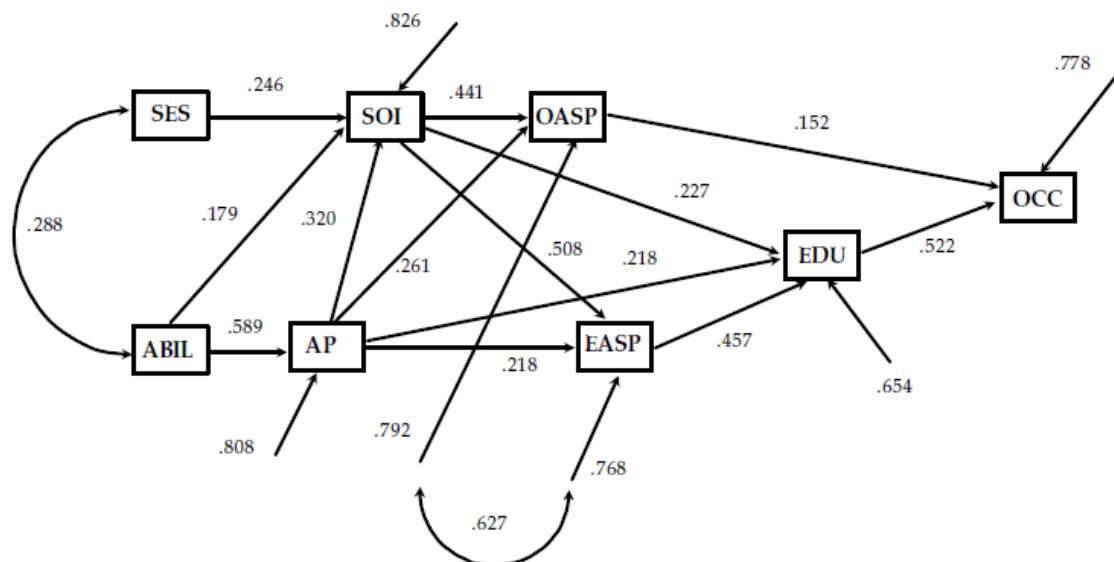 .826
.778
.246
.441
SES
SOI
OASP
.152
OCC
.288
.179
.320
.227
.522
.261
.508
.218
EDU
.589
ABIL
AP
.218
EASP
.457
.654
.808
.792
.768
.627